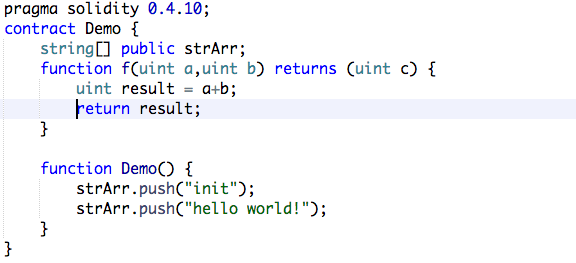 pragma solidity 0.4.10;
contract Demo {
    string[] public strArr;
    function f(uint a,uint b) returns (uint c) {
        uint result = a+b;
        return result;
    }

    function Demo() {
        strArr.push("init");
        strArr.push("hello world!");
    }
}